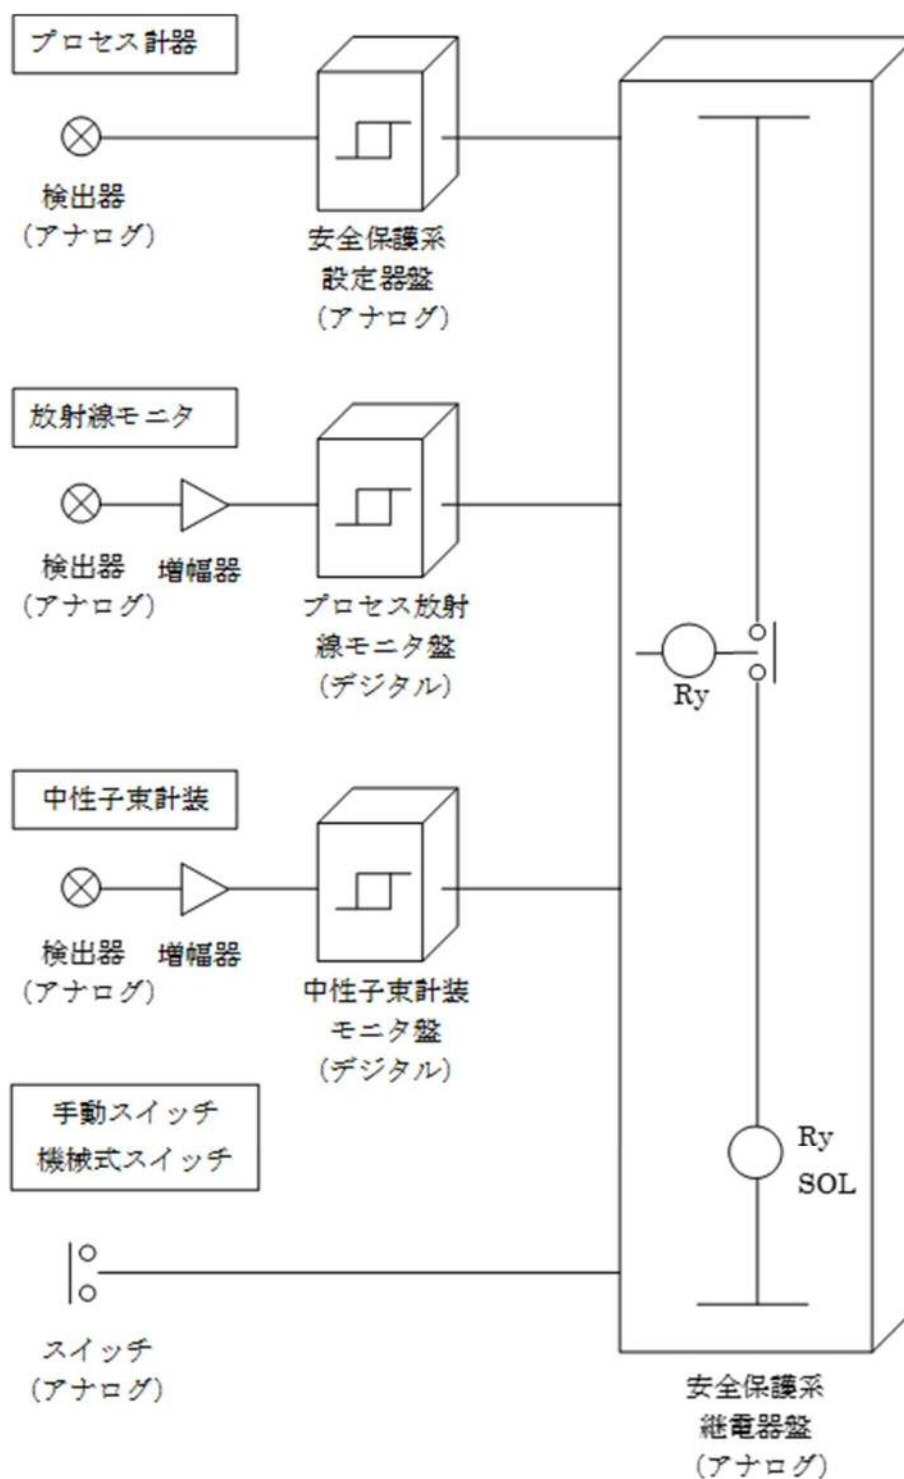 プロセス計器
検出器
(アナログ)
安全保護系
設定器盤
(アナログ)
放射線モニタ
検出器
(アナログ)
増幅器
プロセス放射
線モニタ盤
(デジタル)
Ry
中性子束計装
検出器
(アナログ)
増幅器
中性子束計装
モニタ盤
(デジタル)
手動スイッチ
機械式スイッチ
Ry
SOL
スイッチ
(アナログ)
安全保護系
継電器盤
(アナログ)